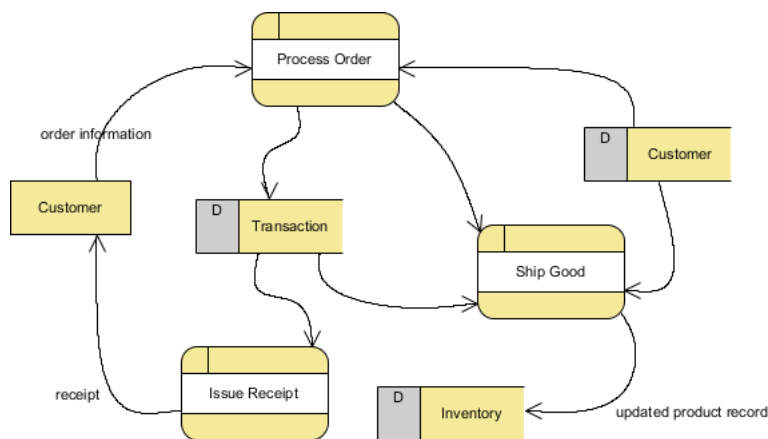 Process Order
order information
D
Customer
Customer
D
Transaction
Ship Good
Issue Receipt
receipt
D
Inventory
updated product record